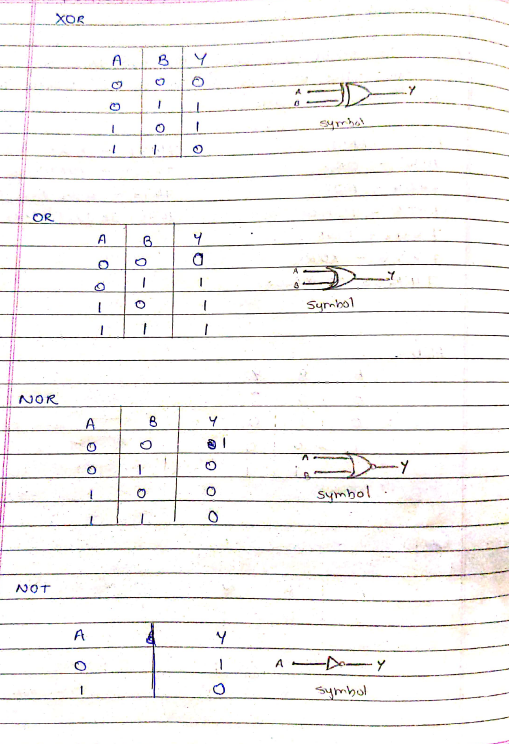 XOR
A B Y
0 0 0
0 1 1 A Y
1 0 1 B
symbol
1 1 0
OR
A B Y
0 0 0
0 1 1 A Y
1 0 1 B
symbol
1 1 1
NOR
A B Y
0 0 1
0 1 0 A Y
1 0 0 B
symbol
1 1 0
NOT
A Y
0 1 A Y
1 0 symbol